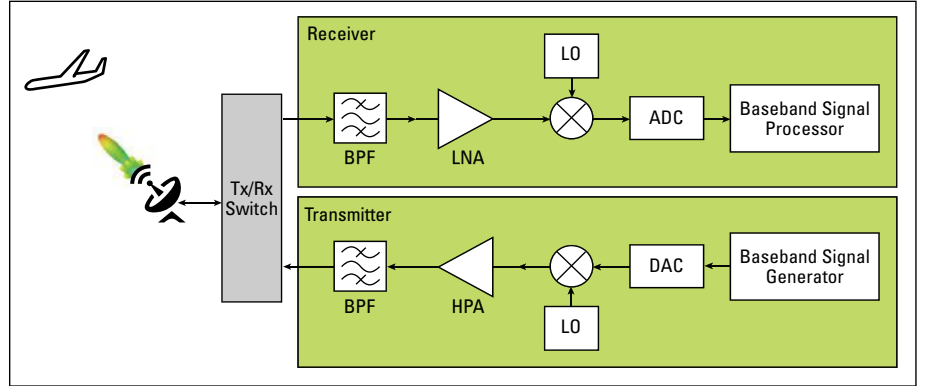 Receiver
LO
BPF
LNA
ADC
Baseband Signal
Processor
Tx/Rx
Switch
Transmitter
BPF
HPA
LO
DAC
Baseband Signal
Generator